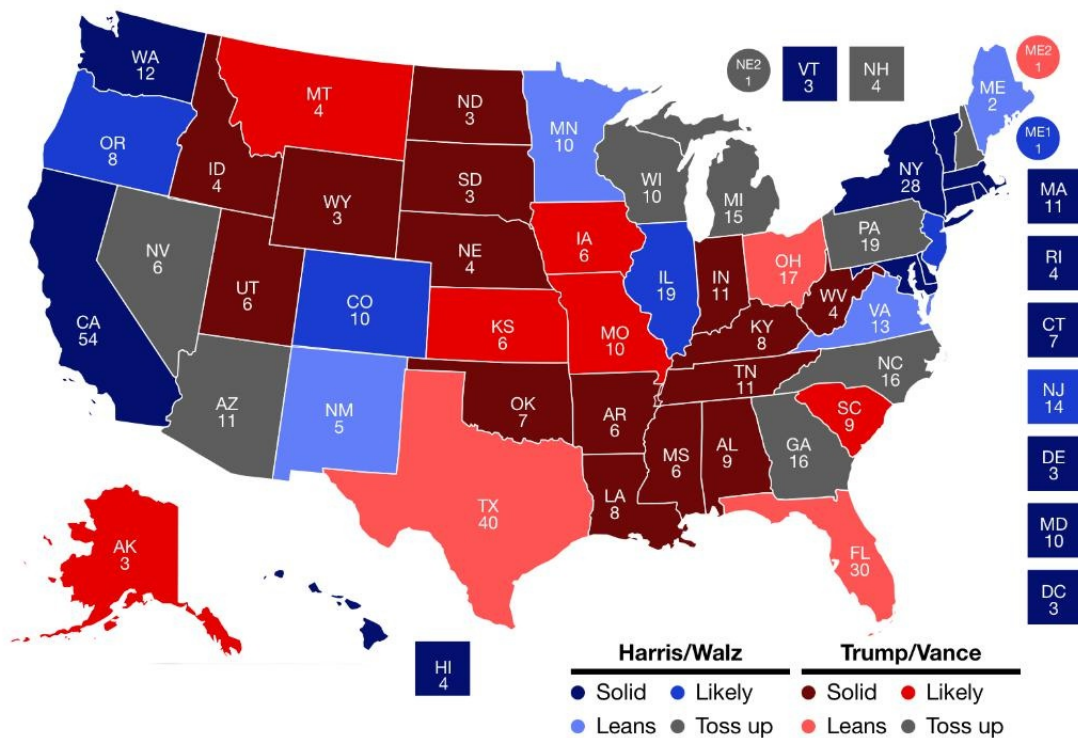 WA
12
OR
8
CA
54
NV
6
ID
4
MT
4
WY
3
UT
6
AZ
11
CO
10
NM
5
ND
3
SD
3
NE
4
KS
6
OK
7
TX
40
MN
10
IA
6
MO
10
AR
6
LA
8
WI
10
IL
19
MI
15
IN
11
OH
17
KY
8
TN
11
MS
6
AL
9
GA
16
FL
30
SC
9
NC
16
VA
13
WV
4
PA
19
NY
28
ME
2
NE2
1
VT
3
NH
4
ME2
1
ME1
1
MA
11
RI
4
CT
7
NJ
14
DE
3
MD
10
DC
3
AK
3
HI
4
Harris/Walz
Solid
Likely
Leans
Toss up
Trump/Vance
Solid
Likely
Leans
Toss up